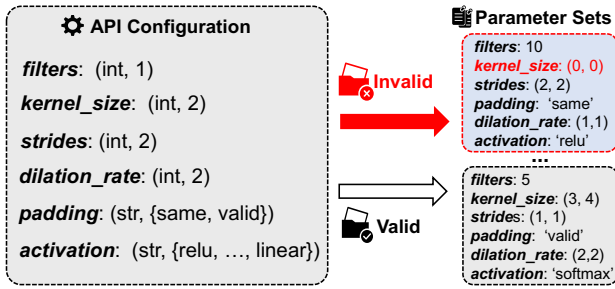 API Configuration
filters: (int, 1)
kernel_size: (int, 2)
strides: (int, 2)
dilation_rate: (int, 2)
padding: (str, {same, valid})
activation: (str, {relu, …, linear})
Invalid
Valid
Parameter Sets
filters: 10
kernel_size: (0, 0)
strides: (2, 2)
padding: 'same'
dilation_rate: (1,1)
activation: 'relu'
...
filters: 5
kernel_size: (3, 4)
strides: (1, 1)
padding: 'valid'
dilation_rate: (2,2)
activation: 'softmax'